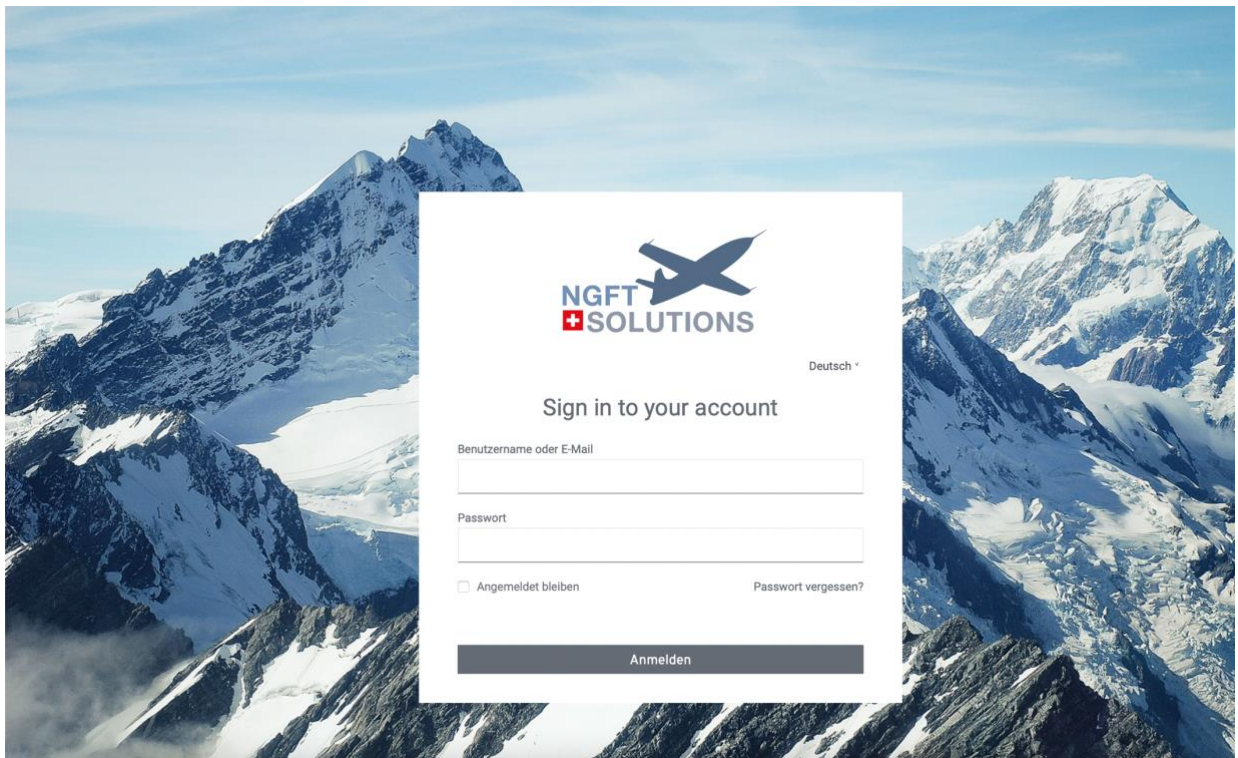 NGFT
SOLUTIONS
Deutsch
Sign in to your account
Benutzername oder E-Mail
Passwort
Angemeldet bleiben
Passwort vergessen?
Anmelden